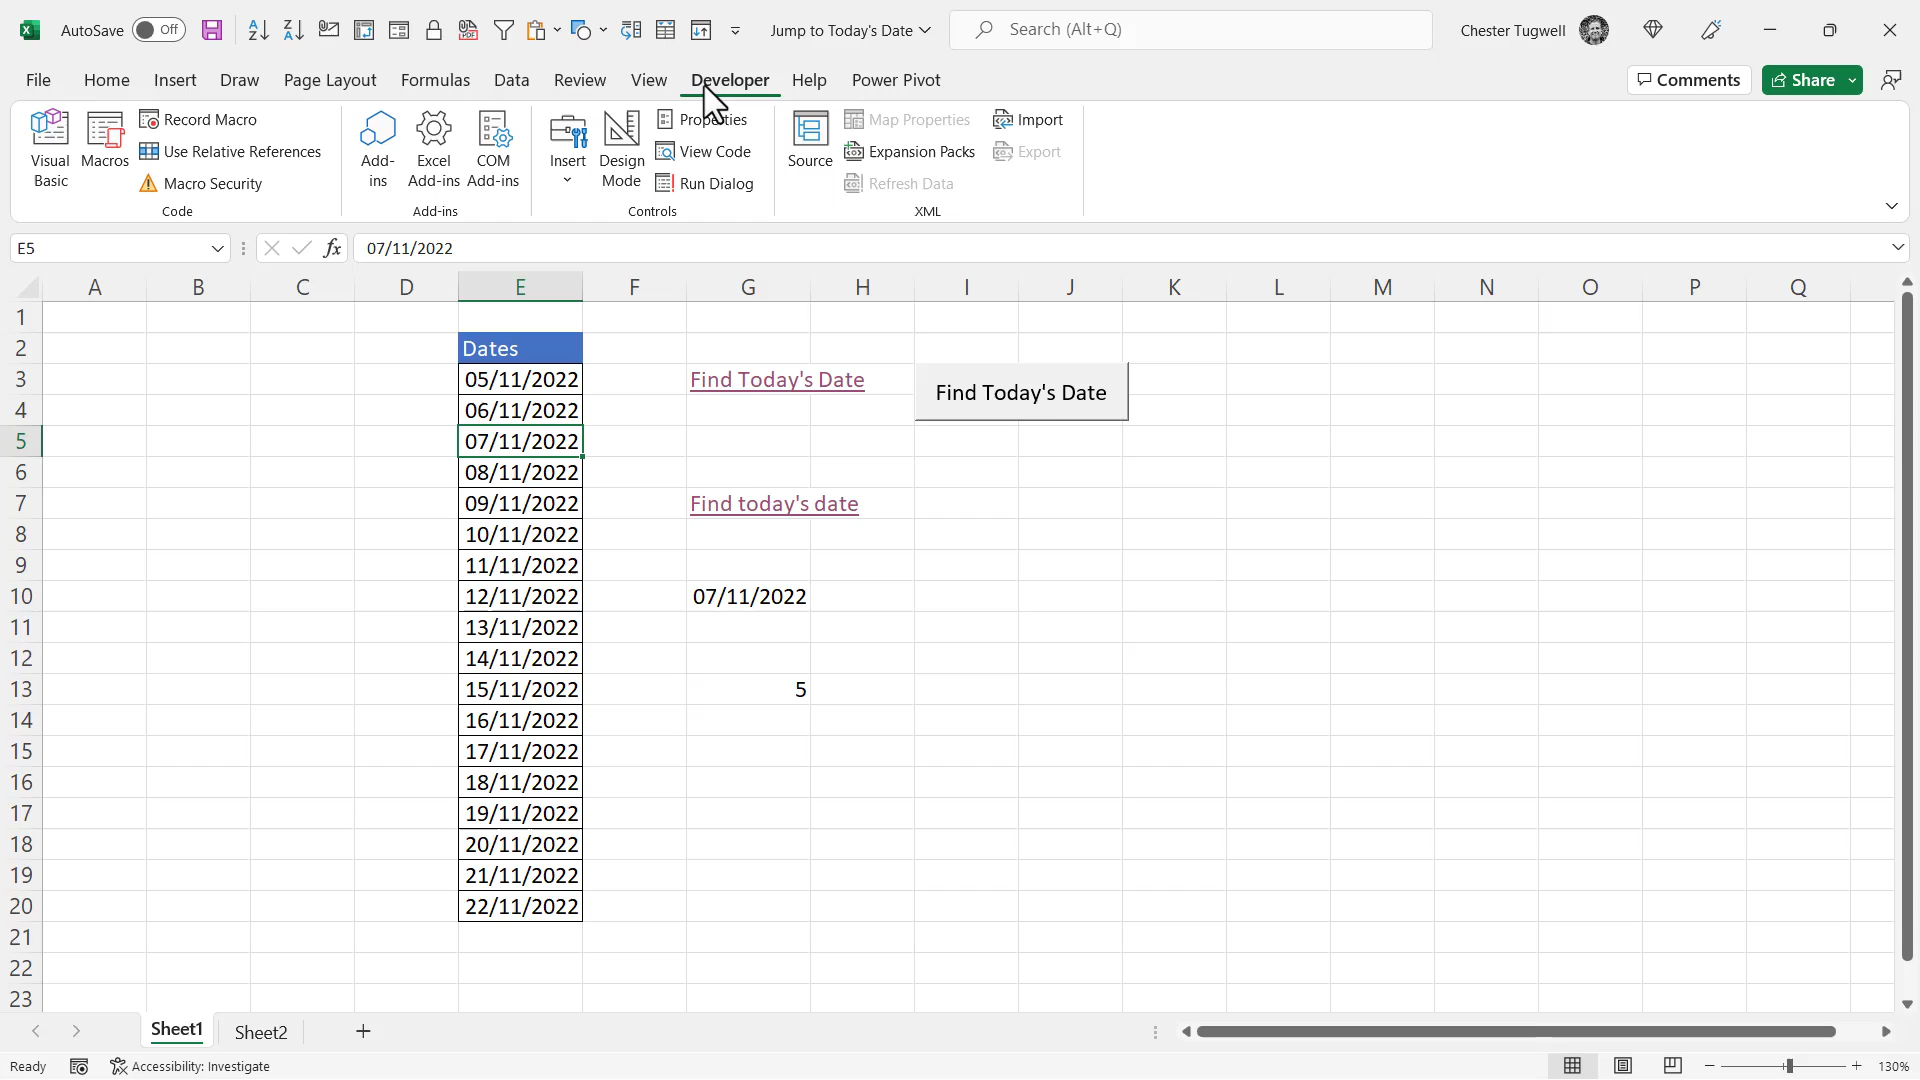 AutoSave Off Jump to Today's Date Search (Alt+Q) Chester Tugwell
File Home Insert Draw Page Layout Formulas Data Review View Developer Help Power Pivot Comments Share
Visual Basic
Macros
Record Macro
Use Relative References
Macro Security
Code
Add-ins
Excel Add-ins
COM Add-ins
Add-ins
Insert
Design Mode
Properties
View Code
Run Dialog
Controls
Source
Map Properties
Expansion Packs
Refresh Data
Import
Export
XML
E5 fx 07/11/2022
A B C D E F G H I J K L M N O P Q
1
2 Dates
3 05/11/2022 Find Today's Date Find Today's Date
4 06/11/2022
5 07/11/2022
6 08/11/2022
7 09/11/2022 Find today's date
8 10/11/2022
9 11/11/2022
10 12/11/2022 07/11/2022
11 13/11/2022
12 14/11/2022
13 15/11/2022 5
14 16/11/2022
15 17/11/2022
16 18/11/2022
17 19/11/2022
18 20/11/2022
19 21/11/2022
20 22/11/2022
21
22
23
Sheet1 Sheet2
Ready Accessibility: Investigate 130%